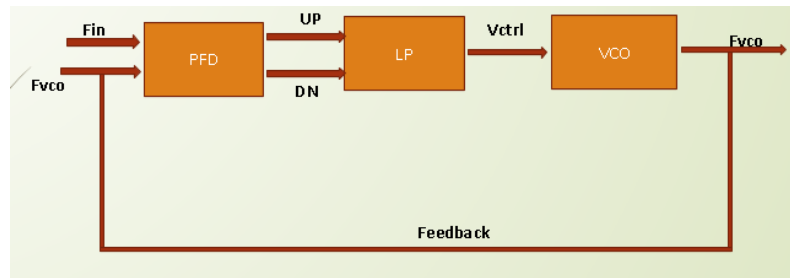 Fin
UP
Vctrl
Fvco
PFD
LP
VCO
Fvco
DN
Feedback